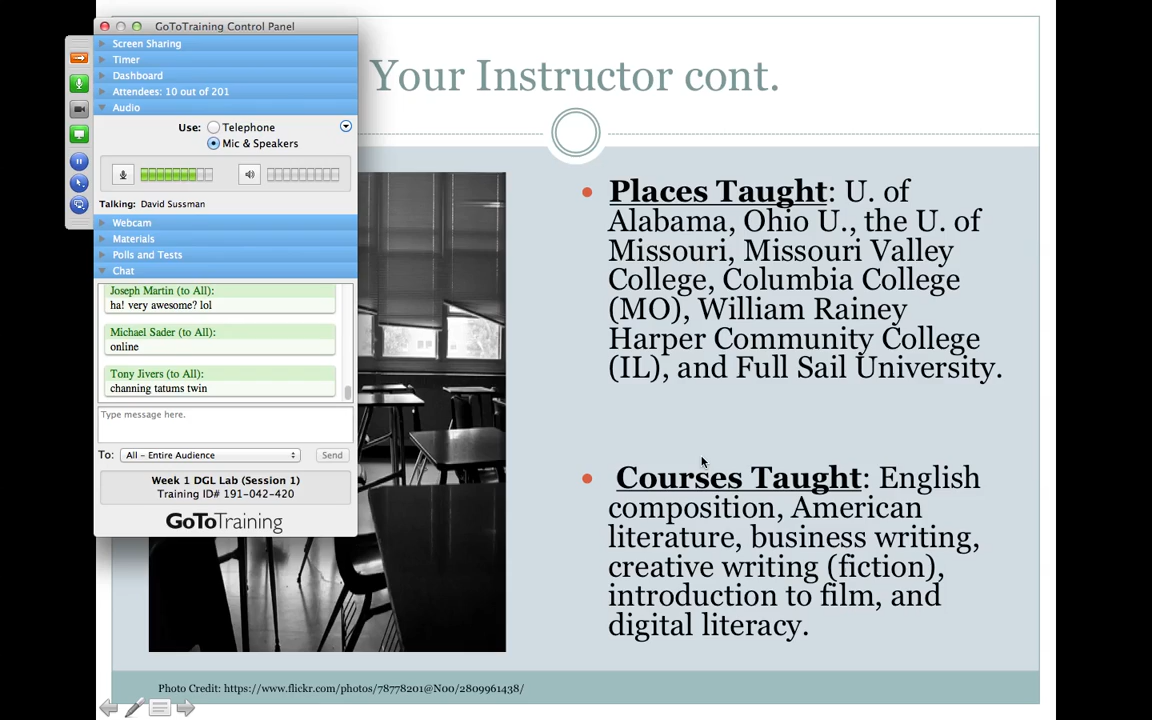 GoToTraining Control Panel
Screen Sharing
Timer
Dashboard
Attendees: 10 out of 201
Audio
Use: Telephone
Mic & Speakers
Talking: David Sussman
Webcam
Materials
Polls and Tests
Chat
Joseph Martin (to All):
ha! very awesome? lol
Michael Sader (to All):
online
Tony Jivers (to All):
channing tatums twin
Type message here.
To: All – Entire Audience Send
Week 1 DGL Lab (Session 1)
Training ID# 191-042-420
GoToTraining
Your Instructor cont.
Places Taught: U. of
Alabama, Ohio U., the U. of
Missouri, Missouri Valley
College, Columbia College
(MO), William Rainey
Harper Community College
(IL), and Full Sail University.
Courses Taught: English
composition, American
literature, business writing,
creative writing (fiction),
introduction to film, and
digital literacy.
Photo Credit: https://www.flickr.com/photos/78778201@N00/2809961438/